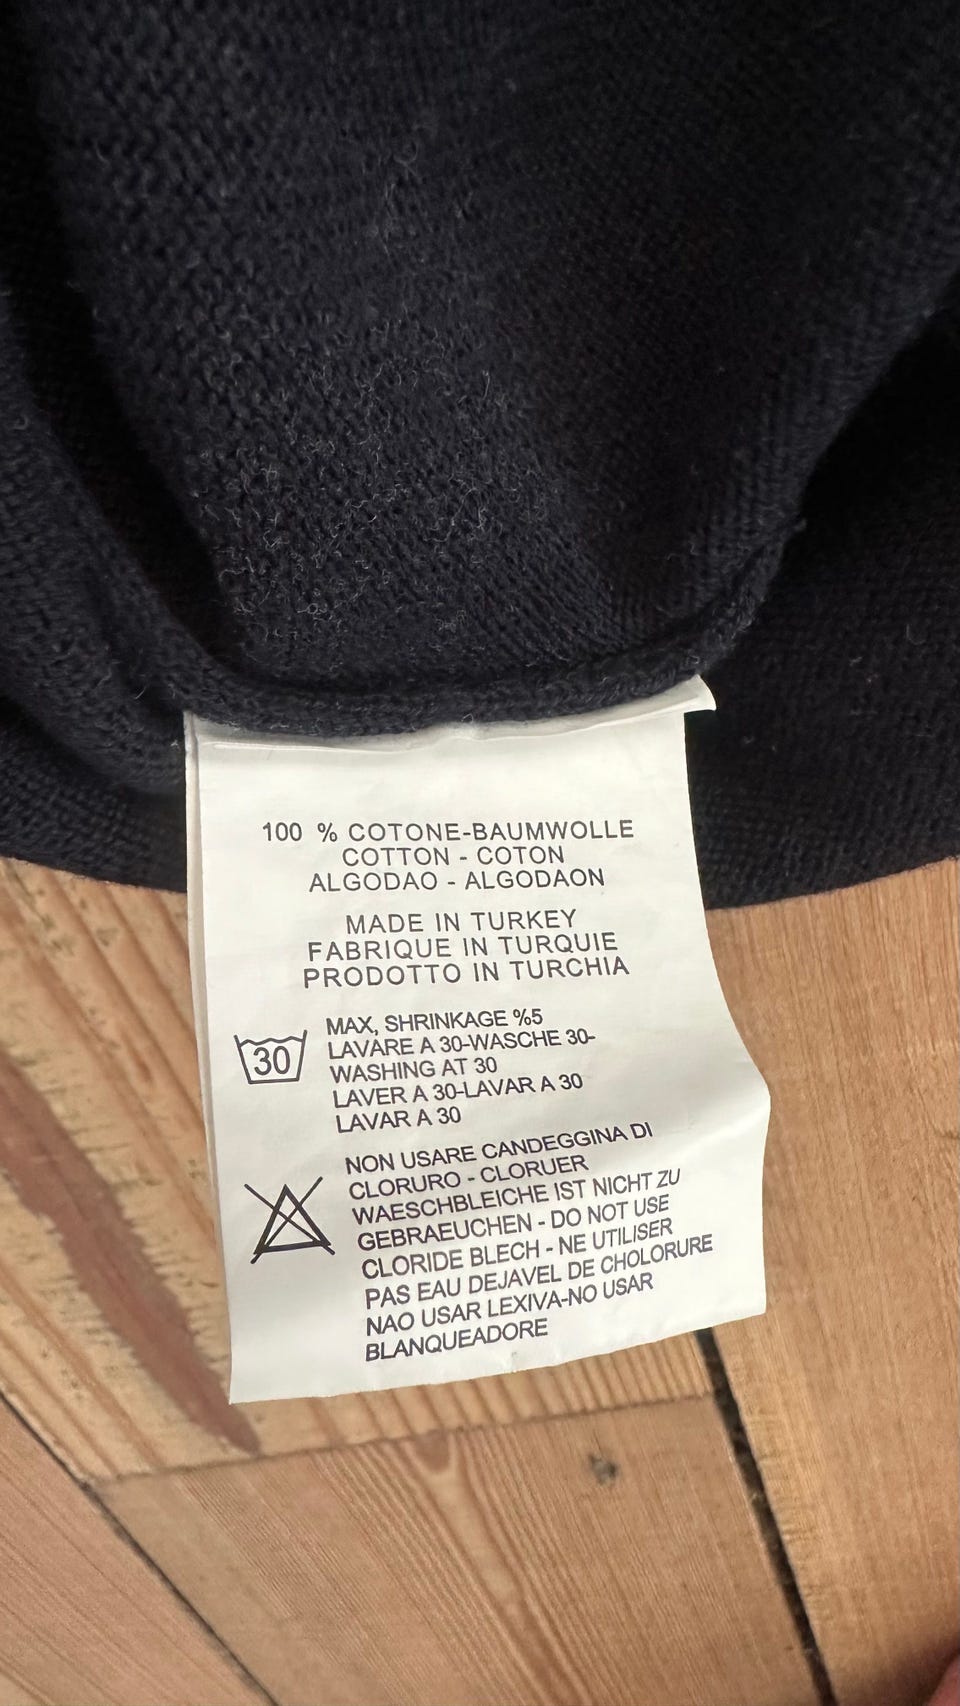 100 % COTONE-BAUMWOLLE
COTTON - COTON
ALGODAO - ALGODAON
MADE IN TURKEY
FABRIQUE IN TURQUIE
PRODOTTO IN TURCHIA
30
MAX, SHRINKAGE %5
LAVARE A 30-WASCHE 30-
WASHING AT 30
LAVER A 30-LAVAR A 30
LAVAR A 30
NON USARE CANDEGGINA DI
CLORURO - CLORUER
WAESCHBLEICHE IST NICHT ZU
GEBRAEUCHEN - DO NOT USE
CLORIDE BLECH - NE UTILISER
PAS EAU DEJAVEL DE CHOLORURE
NAO USAR LEXIVA-NO USAR
BLANQUEADORE